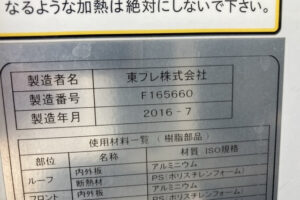 なるような加熱は絶対にしないで下さい。
製造者名 東プレ株式会社
製造番号 F165660
製造年月 2016-7
使用材料一覧（樹脂部品）
部位 名称 材質 ISO規格
ルーフ 内外板 アルミニウム
断熱材 PS(ポリスチレンフォーム)
フロント 内外板 アルミニウム
PS(ポリスチレンフォーム)